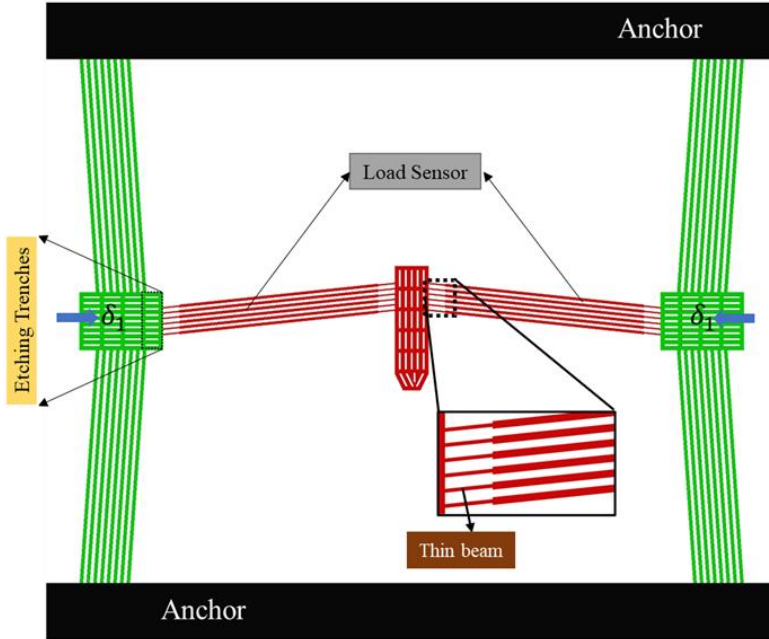 Anchor
Load Sensor
Etching Trenches
δ₁
δ₁
Thin beam
Anchor